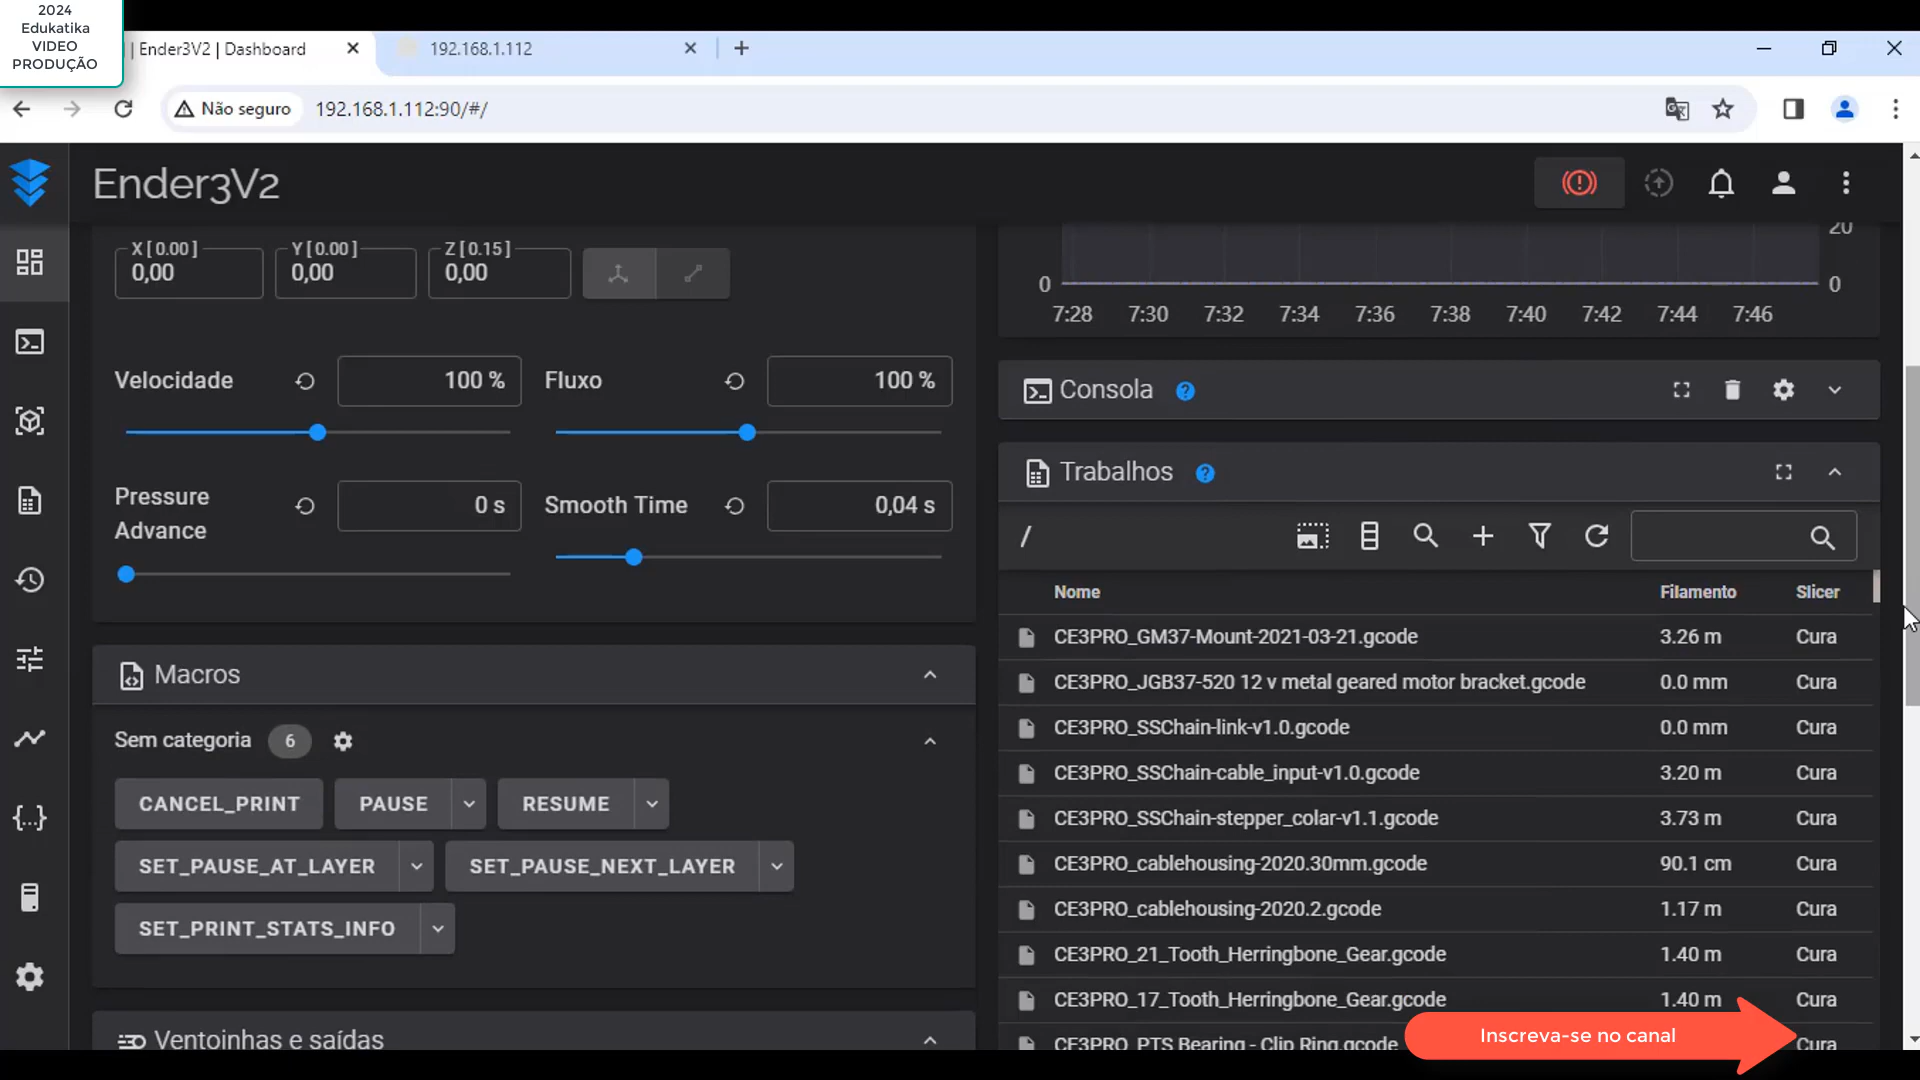 2024
Edukatika
VIDEO
PRODUÇÃO
| Ender3V2 | Dashboard
192.168.1.112
Não seguro
192.168.1.112:90/#/
Ender3V2
X [ 0.00 ]
0,00
Y [ 0.00 ]
0,00
Z [ 0.15 ]
0,00
Velocidade
100 %
Fluxo
100 %
Pressure
Advance
0 s
Smooth Time
0,04 s
Macros
Sem categoria
6
CANCEL_PRINT
PAUSE
RESUME
SET_PAUSE_AT_LAYER
SET_PAUSE_NEXT_LAYER
SET_PRINT_STATS_INFO
Ventoinhas e saídas
20
0
0
7:28 7:30 7:32 7:34 7:36 7:38 7:40 7:42 7:44 7:46
Consola
Trabalhos
/
Nome Filamento Slicer
CE3PRO_GM37-Mount-2021-03-21.gcode 3.26 m Cura
CE3PRO_JGB37-520 12 v metal geared motor bracket.gcode 0.0 mm Cura
CE3PRO_SSChain-link-v1.0.gcode 0.0 mm Cura
CE3PRO_SSChain-cable_input-v1.0.gcode 3.20 m Cura
CE3PRO_SSChain-stepper_colar-v1.1.gcode 3.73 m Cura
CE3PRO_cablehousing-2020.30mm.gcode 90.1 cm Cura
CE3PRO_cablehousing-2020.2.gcode 1.17 m Cura
CE3PRO_21_Tooth_Herringbone_Gear.gcode 1.40 m Cura
CE3PRO_17_Tooth_Herringbone_Gear.gcode 1.40 m Cura
CE3PRO_PTS Bearing - Clip Ring.gcode Cura
Inscreva-se no canal